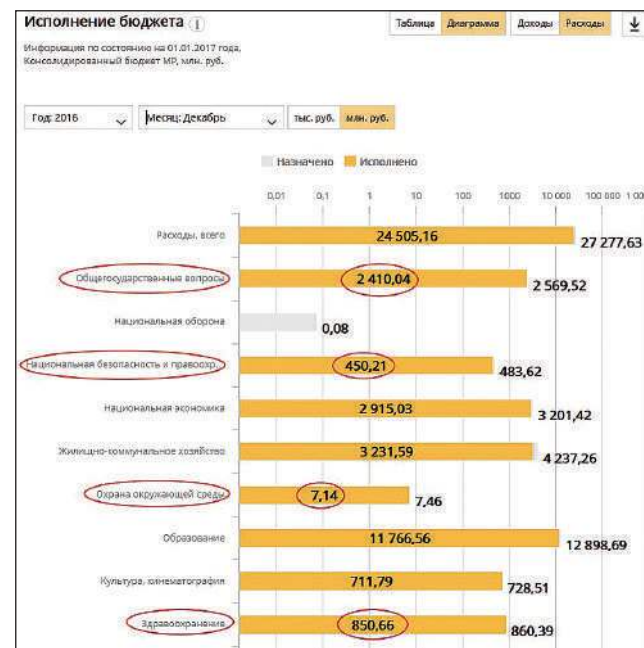 Исполнение бюджета i
Таблица Диаграмма Доходы Расходы
Информация по состоянию на 01.01.2017 года,
Консолидированный бюджет МР, млн. руб.
Год: 2016 Месяц: Декабрь тыс. руб. млн. руб.
Назначено Исполнено
0,01 0,1 1 10 100 1000 10 000 100 000 1 00
Расходы, всего 24 505,16 27 277,63
Общегосударственные вопросы 2 410,04 2 569,52
Национальная оборона 0,08
Национальная безопасность и правоохр... 450,21 483,62
Национальная экономика 2 915,03 3 201,42
Жилищно-коммунальное хозяйство 3 231,59 4 237,26
Охрана окружающей среды 7,14 7,46
Образование 11 766,56 12 898,69
Культура, кинематография 711,79 728,51
Здравоохранение 850,66 860,39